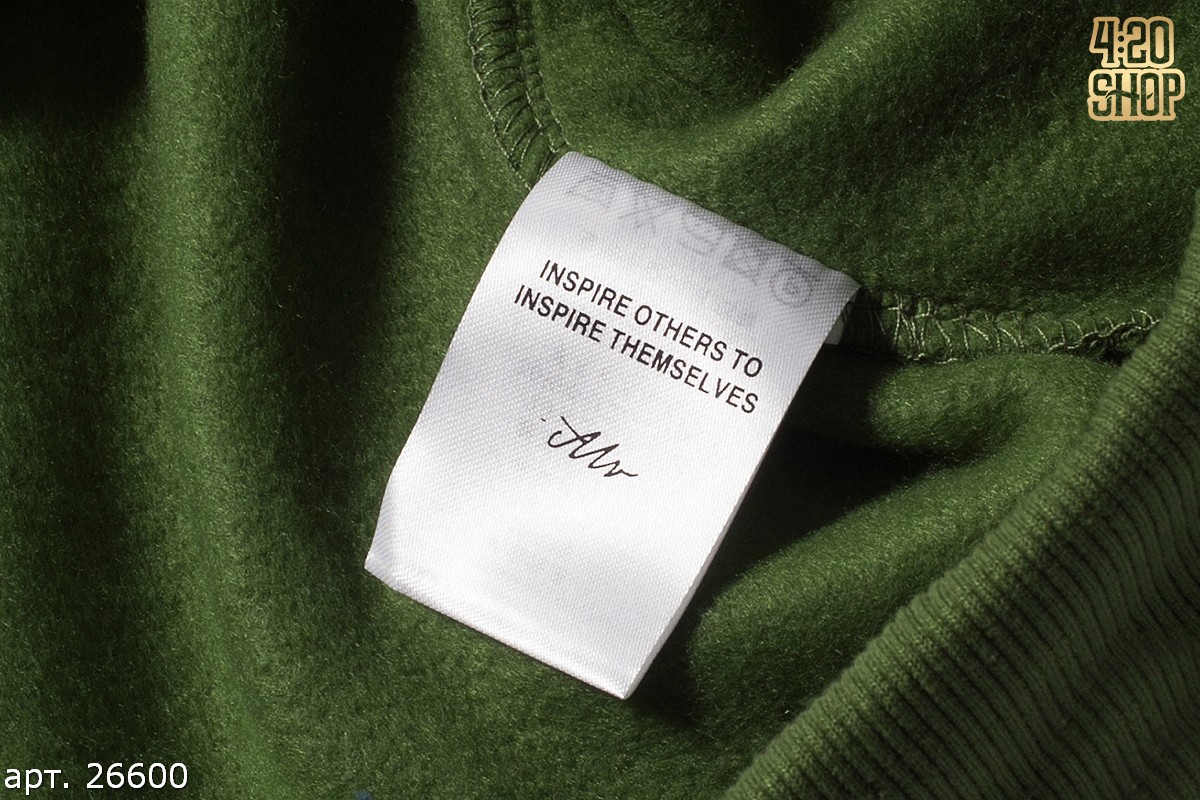 4:20
SHOP
INSPIRE OTHERS TO
INSPIRE THEMSELVES
арт. 26600